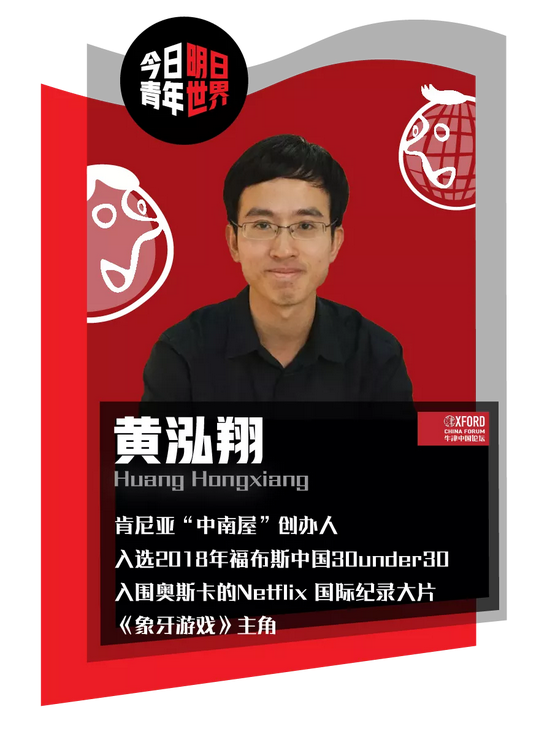 今日明日
青年世界
黄泓翔
Huang Hongxiang
OXFORD
CHINA FORUM
牛津中国论坛
肯尼亚“中南屋”创办人
入选2018年福布斯中国30under30
入围奥斯卡的Netflix 国际纪录大片
《象牙游戏》主角